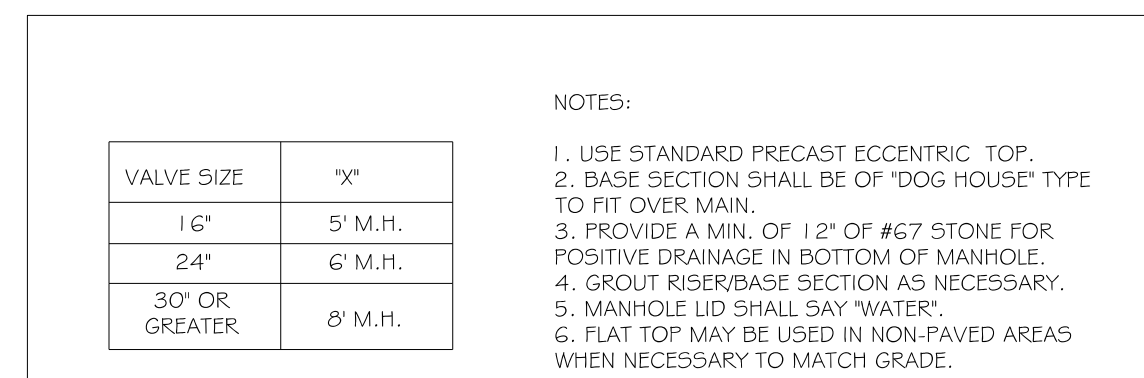 VALVE SIZE "X"
16" 5' M.H.
24" 6' M.H.
30" OR
GREATER 8' M.H.
NOTES:
1. USE STANDARD PRECAST ECCENTRIC TOP.
2. BASE SECTION SHALL BE OF "DOG HOUSE" TYPE
TO FIT OVER MAIN.
3. PROVIDE A MIN. OF 12" OF #67 STONE FOR
POSITIVE DRAINAGE IN BOTTOM OF MANHOLE.
4. GROUT RISER/BASE SECTION AS NECESSARY.
5. MANHOLE LID SHALL SAY "WATER".
6. FLAT TOP MAY BE USED IN NON-PAVED AREAS
WHEN NECESSARY TO MATCH GRADE.